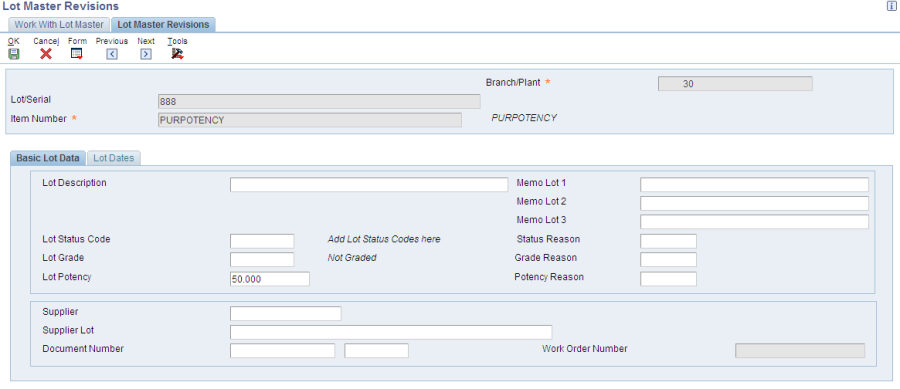 Lot Master Revisions
Work With Lot Master Lot Master Revisions
OK Cancel Form Previous Next Tools
Branch/Plant * 30
Lot/Serial 888
Item Number * PURPOTENCY PURPOTENCY
Basic Lot Data Lot Dates
Lot Description Memo Lot 1
Memo Lot 2
Memo Lot 3
Lot Status Code Add Lot Status Codes here Status Reason
Lot Grade Not Graded Grade Reason
Lot Potency 50.000 Potency Reason
Supplier
Supplier Lot
Document Number Work Order Number